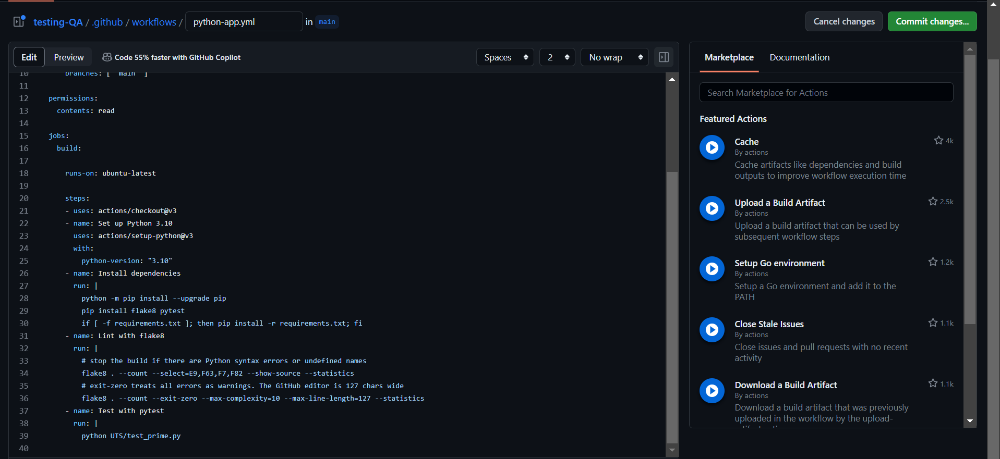 testing-QA / .github / workflows / python-app.yml in main
Cancel changes
Commit changes...
Edit
Preview
Code 55% faster with GitHub Copilot
Spaces
2
No wrap
10 branches: [ "main" ]
11
12 permissions:
13 contents: read
14
15 jobs:
16 build:
17
18 runs-on: ubuntu-latest
19
20 steps:
21 - uses: actions/checkout@v3
22 - name: Set up Python 3.10
23 uses: actions/setup-python@v3
24 with:
25 python-version: "3.10"
26 - name: Install dependencies
27 run: |
28 python -m pip install --upgrade pip
29 pip install flake8 pytest
30 if [ -f requirements.txt ]; then pip install -r requirements.txt; fi
31 - name: Lint with flake8
32 run: |
33 # stop the build if there are Python syntax errors or undefined names
34 flake8 . --count --select=E9,F63,F7,F82 --show-source --statistics
35 # exit-zero treats all errors as warnings. The GitHub editor is 127 chars wide
36 flake8 . --count --exit-zero --max-complexity=10 --max-line-length=127 --statistics
37 - name: Test with pytest
38 run: |
39 python UTS/test_prime.py
40
Marketplace
Documentation
Search Marketplace for Actions
Featured Actions
Cache
4k
By actions
Cache artifacts like dependencies and build
outputs to improve workflow execution time
Upload a Build Artifact
2.5k
By actions
Upload a build artifact that can be used by
subsequent workflow steps
Setup Go environment
1.2k
By actions
Setup a Go environment and add it to the
PATH
Close Stale Issues
1.1k
By actions
Close issues and pull requests with no recent
activity
Download a Build Artifact
1.1k
By actions
Download a build artifact that was previously
uploaded in the workflow by the upload-